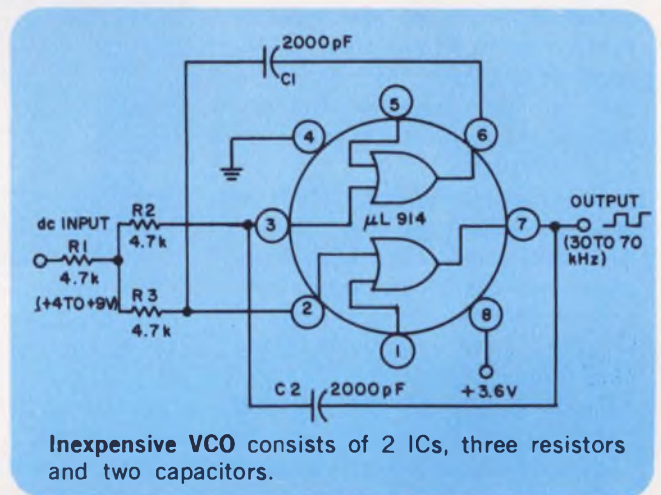 2000pF
C1
5
4
6
R2
dc INPUT
4.7k
3
μL 914
7
OUTPUT
R1
4.7k
(30 TO 70
kHz)
R3
(+4 TO +9V)
4.7k
2
8
1
C2
2000pF
+3.6V
Inexpensive VCO consists of 2 ICs, three resistors
and two capacitors.